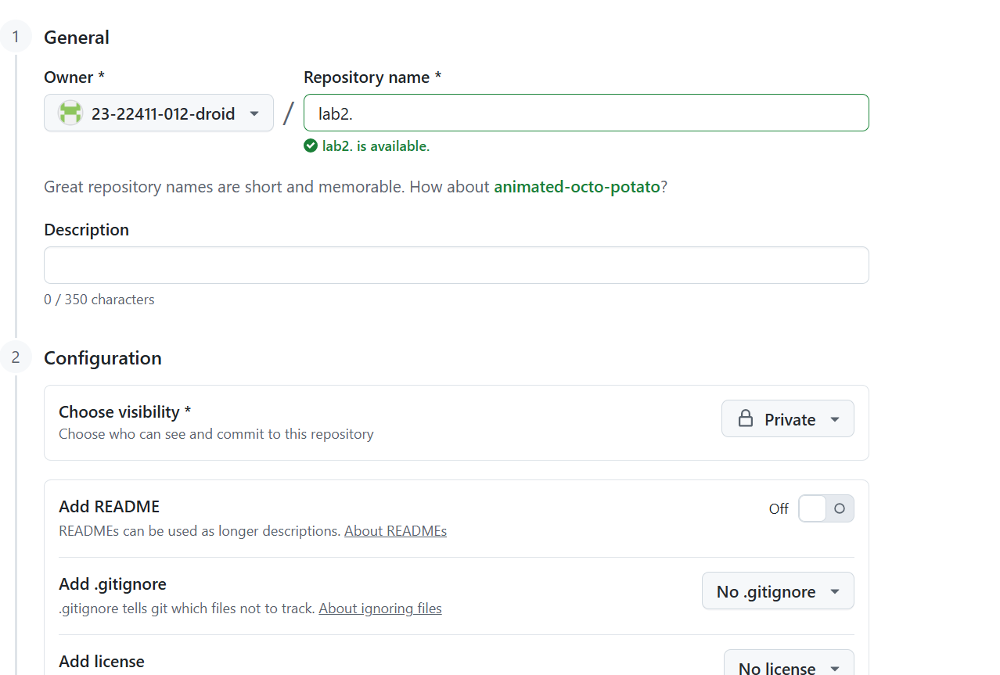 1
General
Owner *
Repository name *
23-22411-012-droid / lab2.
lab2. is available.
Great repository names are short and memorable. How about animated-octo-potato?
Description
0 / 350 characters
2
Configuration
Choose visibility *
Choose who can see and commit to this repository
Private
Add README
READMEs can be used as longer descriptions. About READMEs
Off
Add .gitignore
.gitignore tells git which files not to track. About ignoring files
No .gitignore
Add license
No license